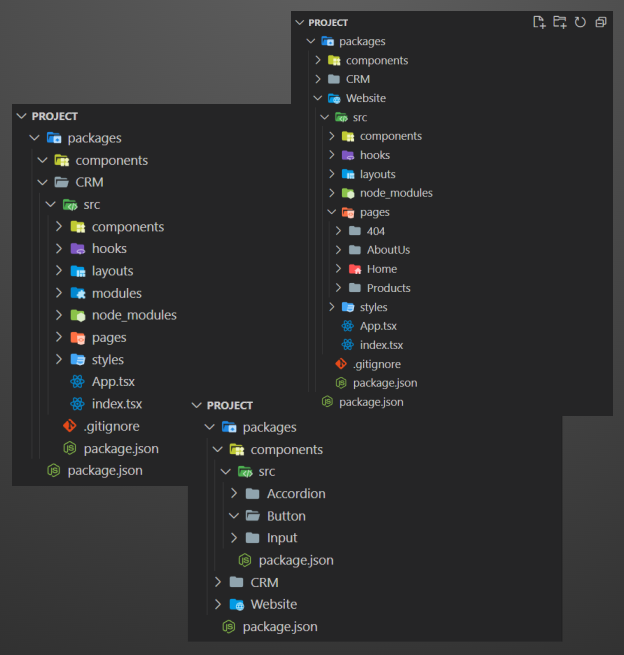 PROJECT
packages
components
CRM
src
components
hooks
layouts
modules
node_modules
pages
styles
App.tsx
index.tsx
.gitignore
package.json
package.json
PROJECT
packages
components
CRM
Website
src
components
hooks
layouts
node_modules
pages
404
AboutUs
Home
Products
styles
App.tsx
index.tsx
.gitignore
package.json
package.json
PROJECT
packages
components
src
Accordion
Button
Input
package.json
CRM
Website
package.json